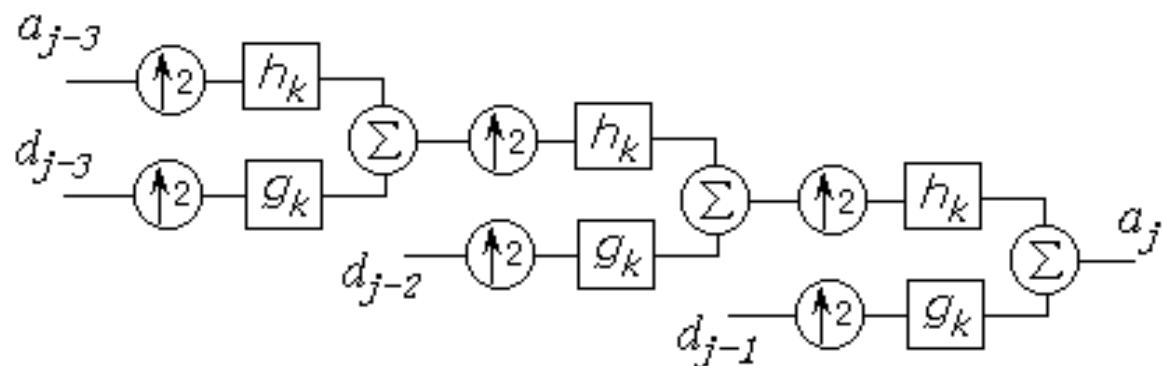 a_{j-3}
↑2 h_k
d_{j-3}
↑2 g_k
Σ
↑2 h_k
d_{j-2}
↑2 g_k
Σ
↑2 h_k
d_{j-1}
↑2 g_k
Σ
a_j